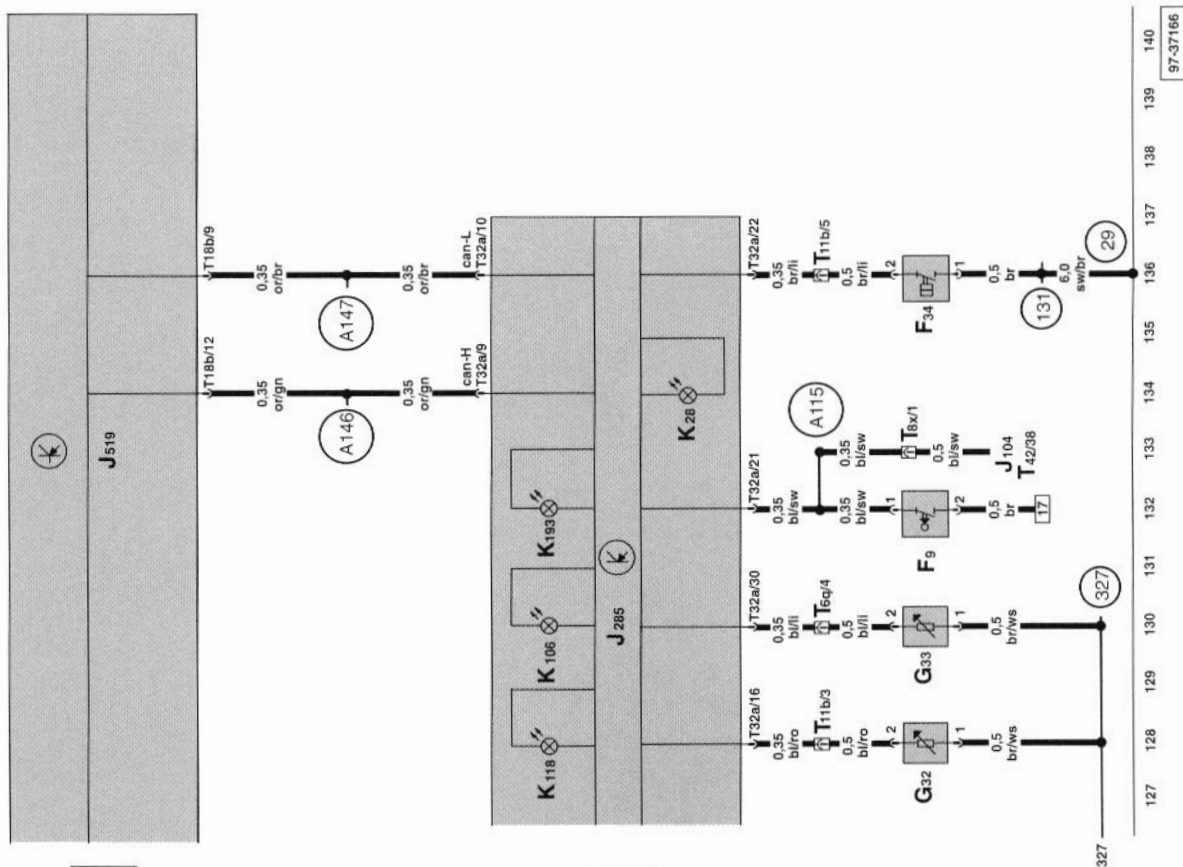 J519
T18b/12
T18b/9
0,35
or/gn
0,35
or/br
A146
A147
0,35
or/gn
0,35
or/br
can-H
T32a/9
can-L
T32a/10
K118
K106
K193
J285
K28
T32a/16
T32a/30
T32a/21
T32a/22
0,35
bl/ro
0,35
bl/li
0,35
bl/sw
A115
0,35
br/li
T11b/3
T6q/4
T11b/5
0,5
bl/ro
0,5
bl/li
0,35
bl/sw
0,35
bl/sw
0,5
br/li
T8x/1
2
2
1
2
0,5
bl/sw
G32
G33
F9
F34
J104
T42/38
1
1
2
1
0,5
br/ws
0,5
br/ws
0,5
br
0,5
br
17
131
6,0
sw/br
327
327
29
127
128
129
130
131
132
133
134
135
136
137
138
139
140
97-37166